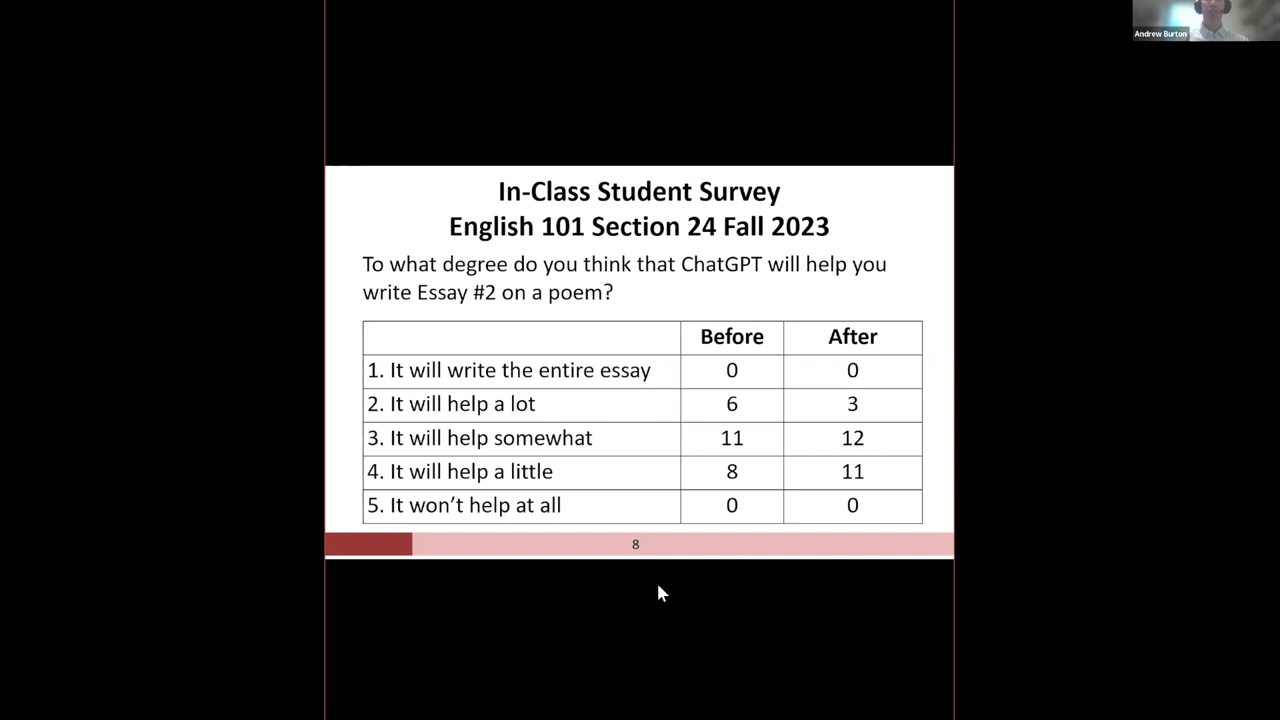 Andrew Burton
In-Class Student Survey
English 101 Section 24 Fall 2023
To what degree do you think that ChatGPT will help you
write Essay #2 on a poem?
Before After
1. It will write the entire essay 0 0
2. It will help a lot 6 3
3. It will help somewhat 11 12
4. It will help a little 8 11
5. It won’t help at all 0 0
8